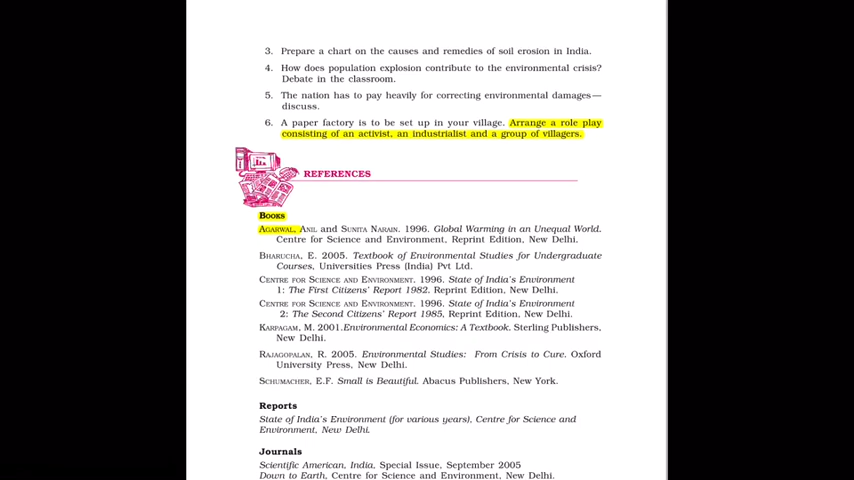 3. Prepare a chart on the causes and remedies of soil erosion in India.
4. How does population explosion contribute to the environmental crisis?
Debate in the classroom.
5. The nation has to pay heavily for correcting environmental damages—
discuss.
6. A paper factory is to be set up in your village. Arrange a role play
consisting of an activist, an industrialist and a group of villagers.
REFERENCES
BOOKS
AGARWAL, ANIL and SUNITA NARAIN. 1996. Global Warming in an Unequal World.
Centre for Science and Environment, Reprint Edition, New Delhi.
BHARUCHA, E. 2005. Textbook of Environmental Studies for Undergraduate
Courses, Universities Press (India) Pvt Ltd.
CENTRE FOR SCIENCE AND ENVIRONMENT. 1996. State of India's Environment
1: The First Citizens' Report 1982. Reprint Edition, New Delhi.
CENTRE FOR SCIENCE AND ENVIRONMENT. 1996. State of India's Environment
2: The Second Citizens' Report 1985, Reprint Edition, New Delhi.
KARPAGAM, M. 2001.Environmental Economics: A Textbook. Sterling Publishers,
New Delhi.
RAJAGOPALAN, R. 2005. Environmental Studies: From Crisis to Cure. Oxford
University Press, New Delhi.
SCHUMACHER, E.F. Small is Beautiful. Abacus Publishers, New York.
Reports
State of India's Environment (for various years), Centre for Science and
Environment, New Delhi.
Journals
Scientific American, India, Special Issue, September 2005
Down to Earth, Centre for Science and Environment, New Delhi.